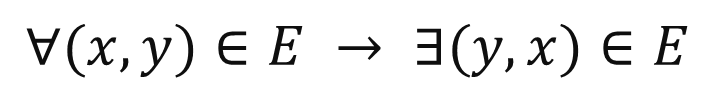 ∀(x, y) ∈ E → ∃(y, x) ∈ E